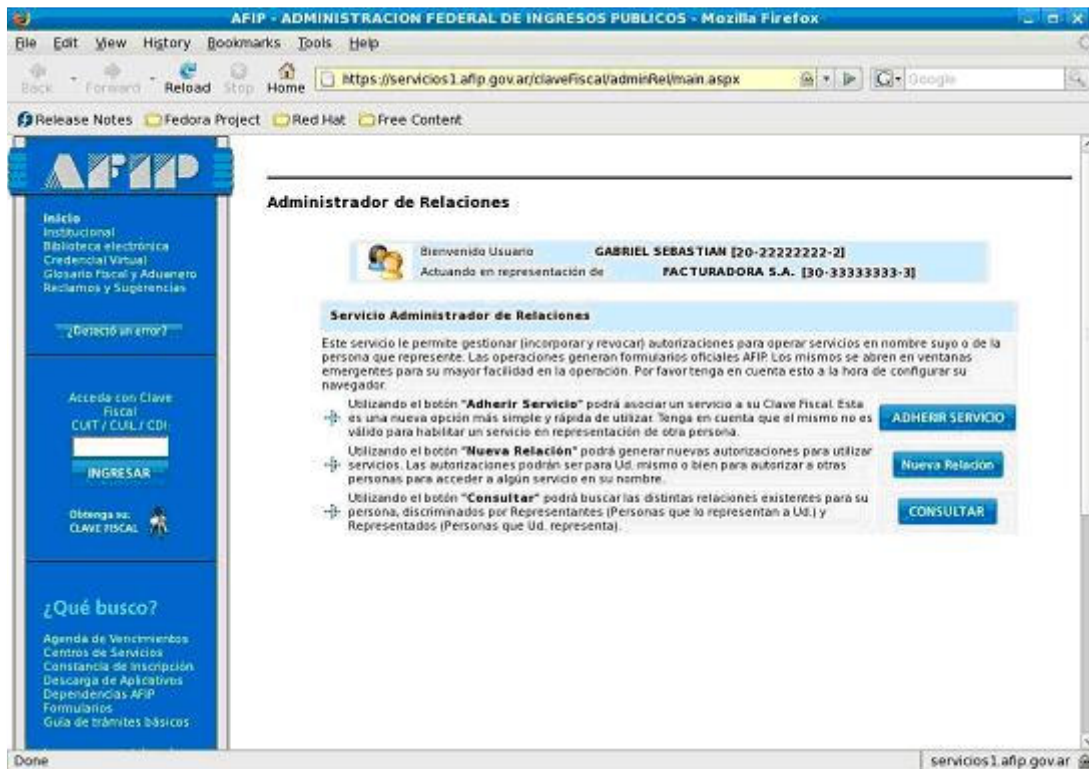 AFIP - ADMINISTRACION FEDERAL DE INGRESOS PUBLICOS - Mozilla Firefox
File Edit View History Bookmarks Tools Help
Back Forward Reload Stop Home https://servicios1.afip.gov.ar/claveFiscal/adminRel/main.aspx Google
Release Notes Fedora Project Red Hat Free Content
AFIP
Inicio
Institucional
Biblioteca electrónica
Credencial Virtual
Glosario Fiscal y Aduanero
Reclamos y Sugerencias
¿Detectó un error?
Acceda con Clave
Fiscal
CUIT / CUIL / CDI:
INGRESAR
Obtenga su:
CLAVE FISCAL
¿Qué busco?
Agenda de Vencimientos
Centros de Servicios
Constancia de Inscripción
Descarga de Aplicativos
Dependencias AFIP
Formularios
Guía de trámites básicos
Administrador de Relaciones
Bienvenido Usuario GABRIEL SEBASTIAN [20-22222222-2]
Actuando en representación de FACTURADORA S.A. [30-33333333-3]
Servicio Administrador de Relaciones
Este servicio le permite gestionar (incorporar y revocar) autorizaciones para operar servicios en nombre suyo o de la
persona que represente. Las operaciones generan formularios oficiales AFIP. Los mismos se abren en ventanas
emergentes para su mayor facilidad en la operación. Por favor tenga en cuenta esto a la hora de configurar su
navegador.
Utilizando el botón "Adherir Servicio" podrá asociar un servicio a su Clave Fiscal. Esta
es una nueva opción más simple y rápida de utilizar. Tenga en cuenta que el mismo no es
válido para habilitar un servicio en representación de otra persona.
ADHERIR SERVICIO
Utilizando el botón "Nueva Relación" podrá generar nuevas autorizaciones para utilizar
servicios. Las autorizaciones podrán ser para Ud. mismo o bien para autorizar a otras
personas para acceder a algún servicio en su nombre.
Nueva Relación
Utilizando el botón "Consultar" podrá buscar las distintas relaciones existentes para su
persona, discriminados por Representantes (Personas que lo representan a Ud.) y
Representados (Personas que Ud. representa).
CONSULTAR
Done servicios1.afip.gov.ar